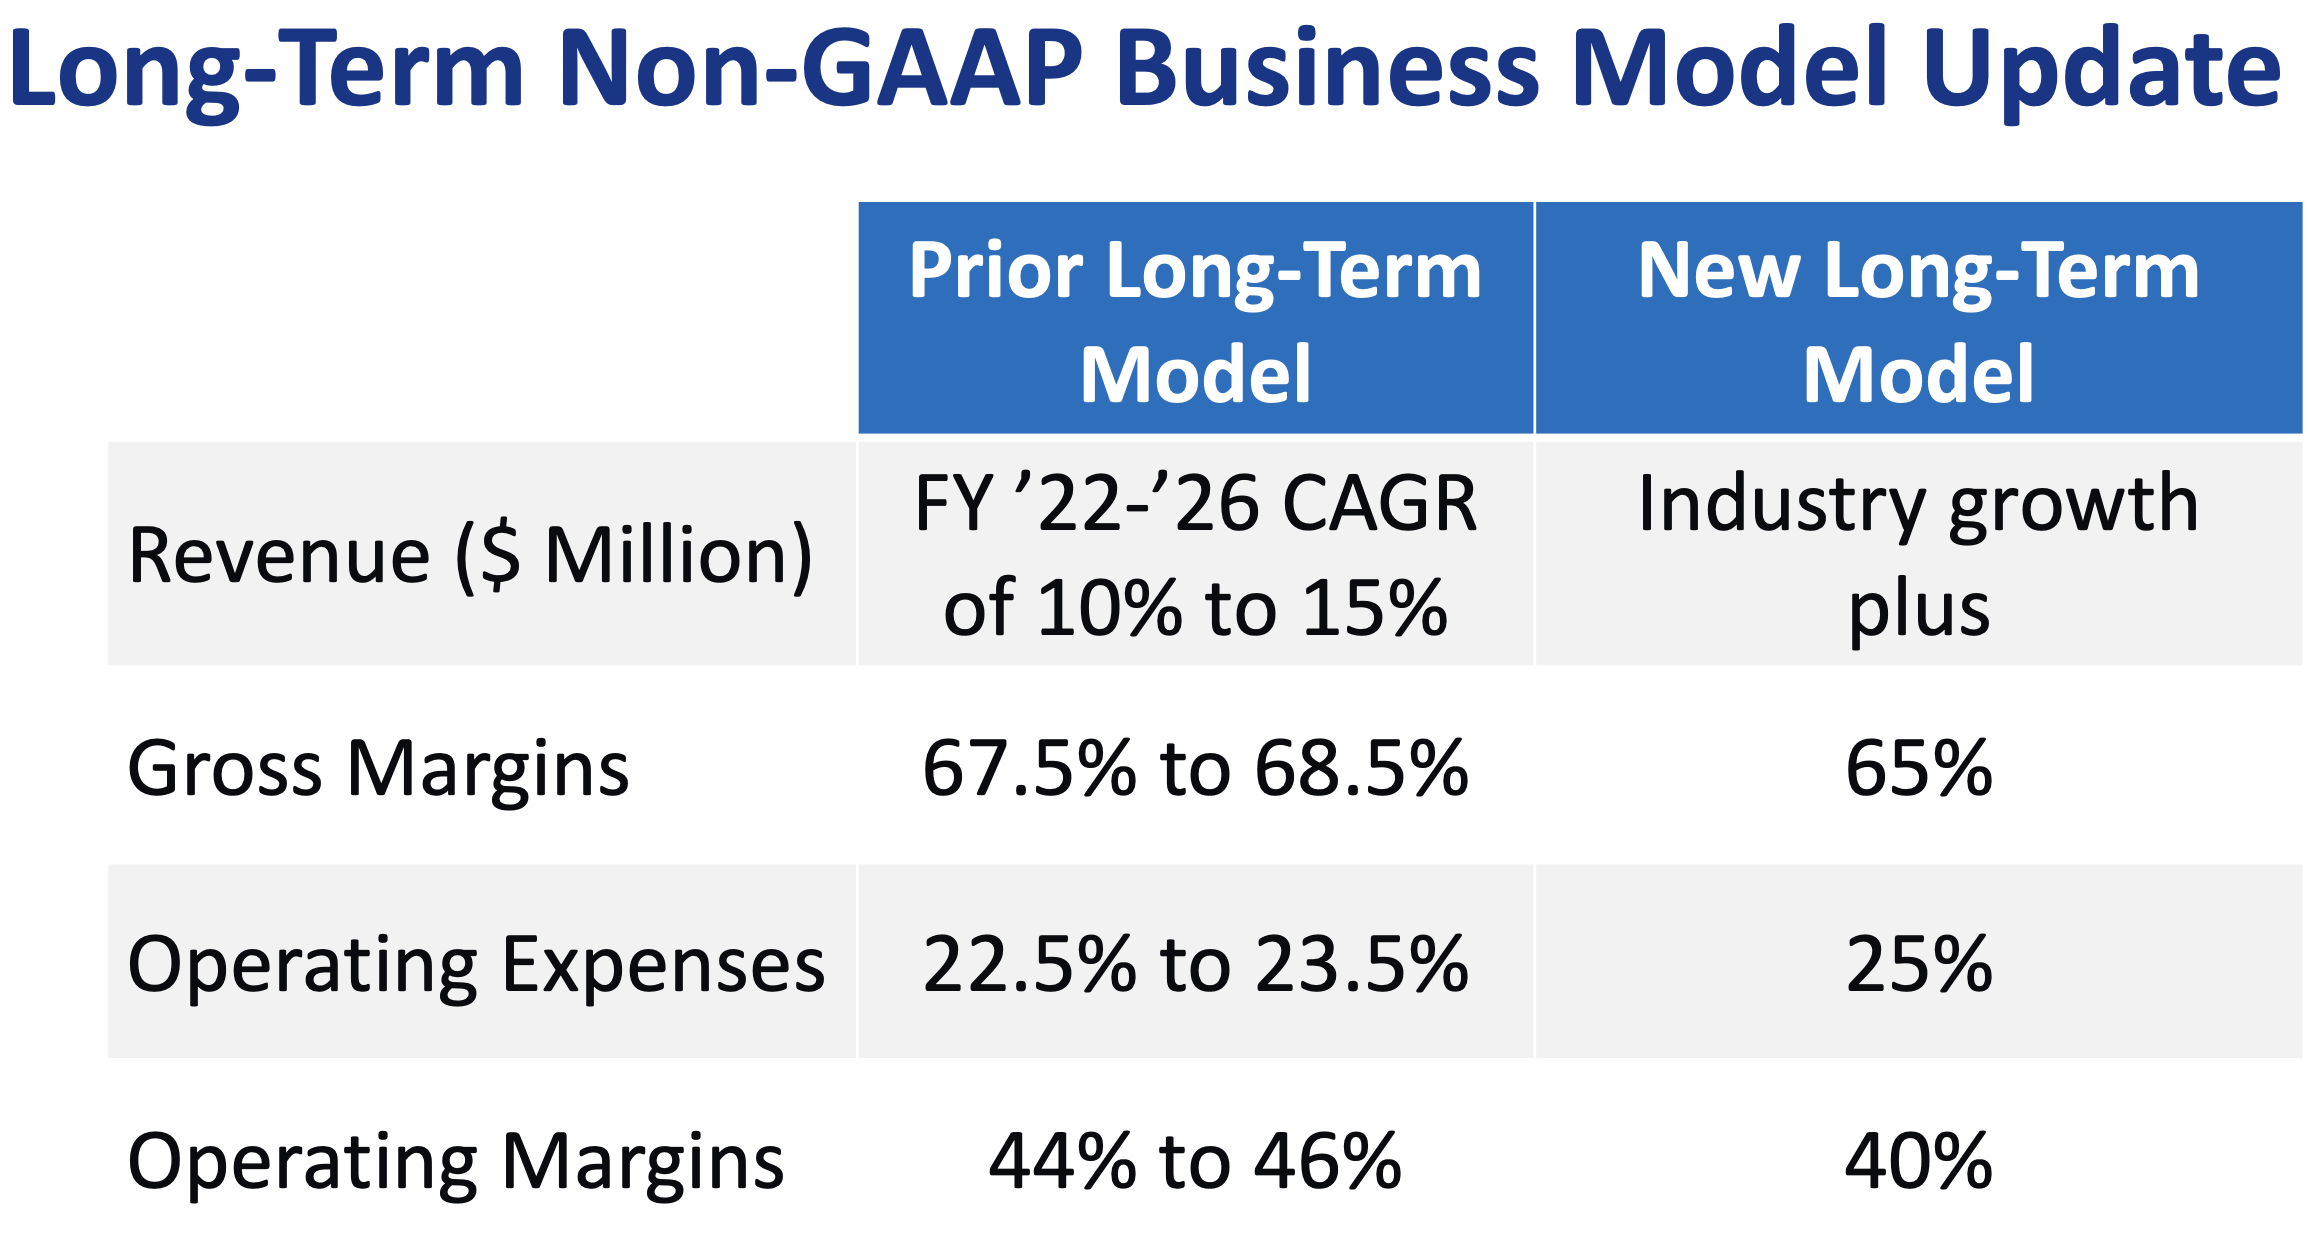 Long-Term Non-GAAP Business Model Update
Prior Long-Term
Model
New Long-Term
Model
Revenue ($ Million)
FY ’22-’26 CAGR
of 10% to 15%
Industry growth
plus
Gross Margins
67.5% to 68.5%
65%
Operating Expenses
22.5% to 23.5%
25%
Operating Margins
44% to 46%
40%